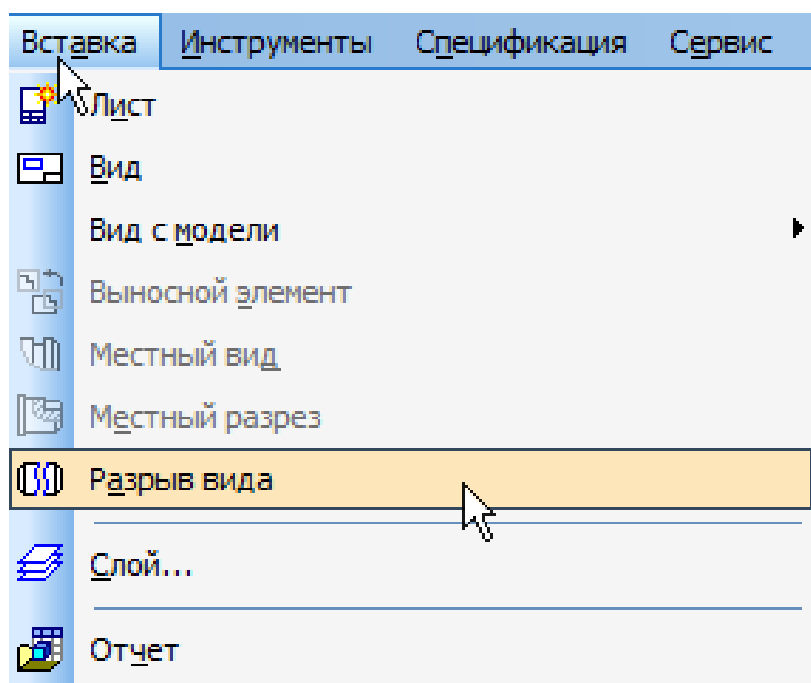 Вставка Инструменты Спецификация Сервис
Лист
Вид
Вид с модели
Выносной элемент
Местный вид
Местный разрез
Разрыв вида
Слой...
Отчет